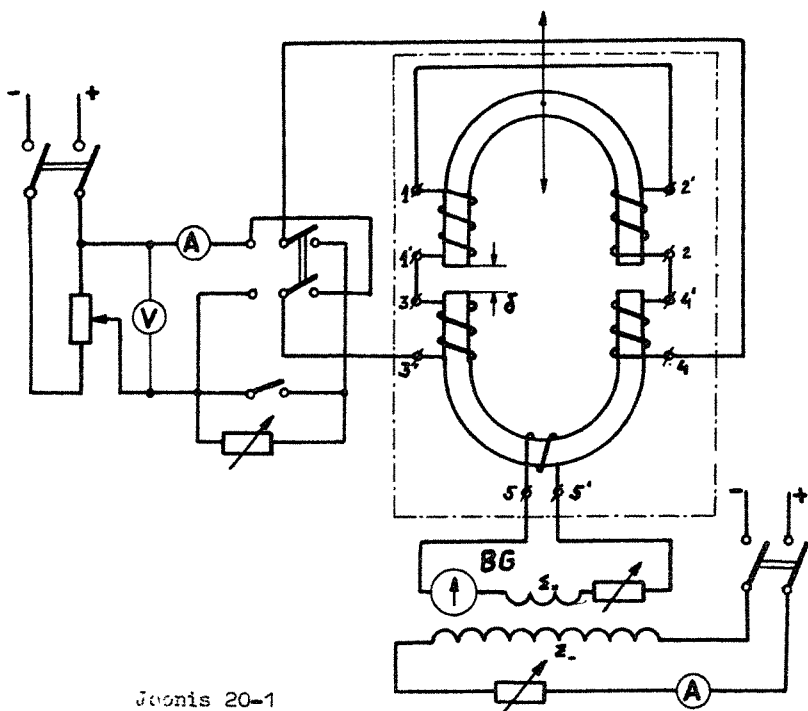 - +
1 2'
A
1' 2
3 δ 4'
V
3' 4
5 5'
- +
BG
A
Joonis 20-1